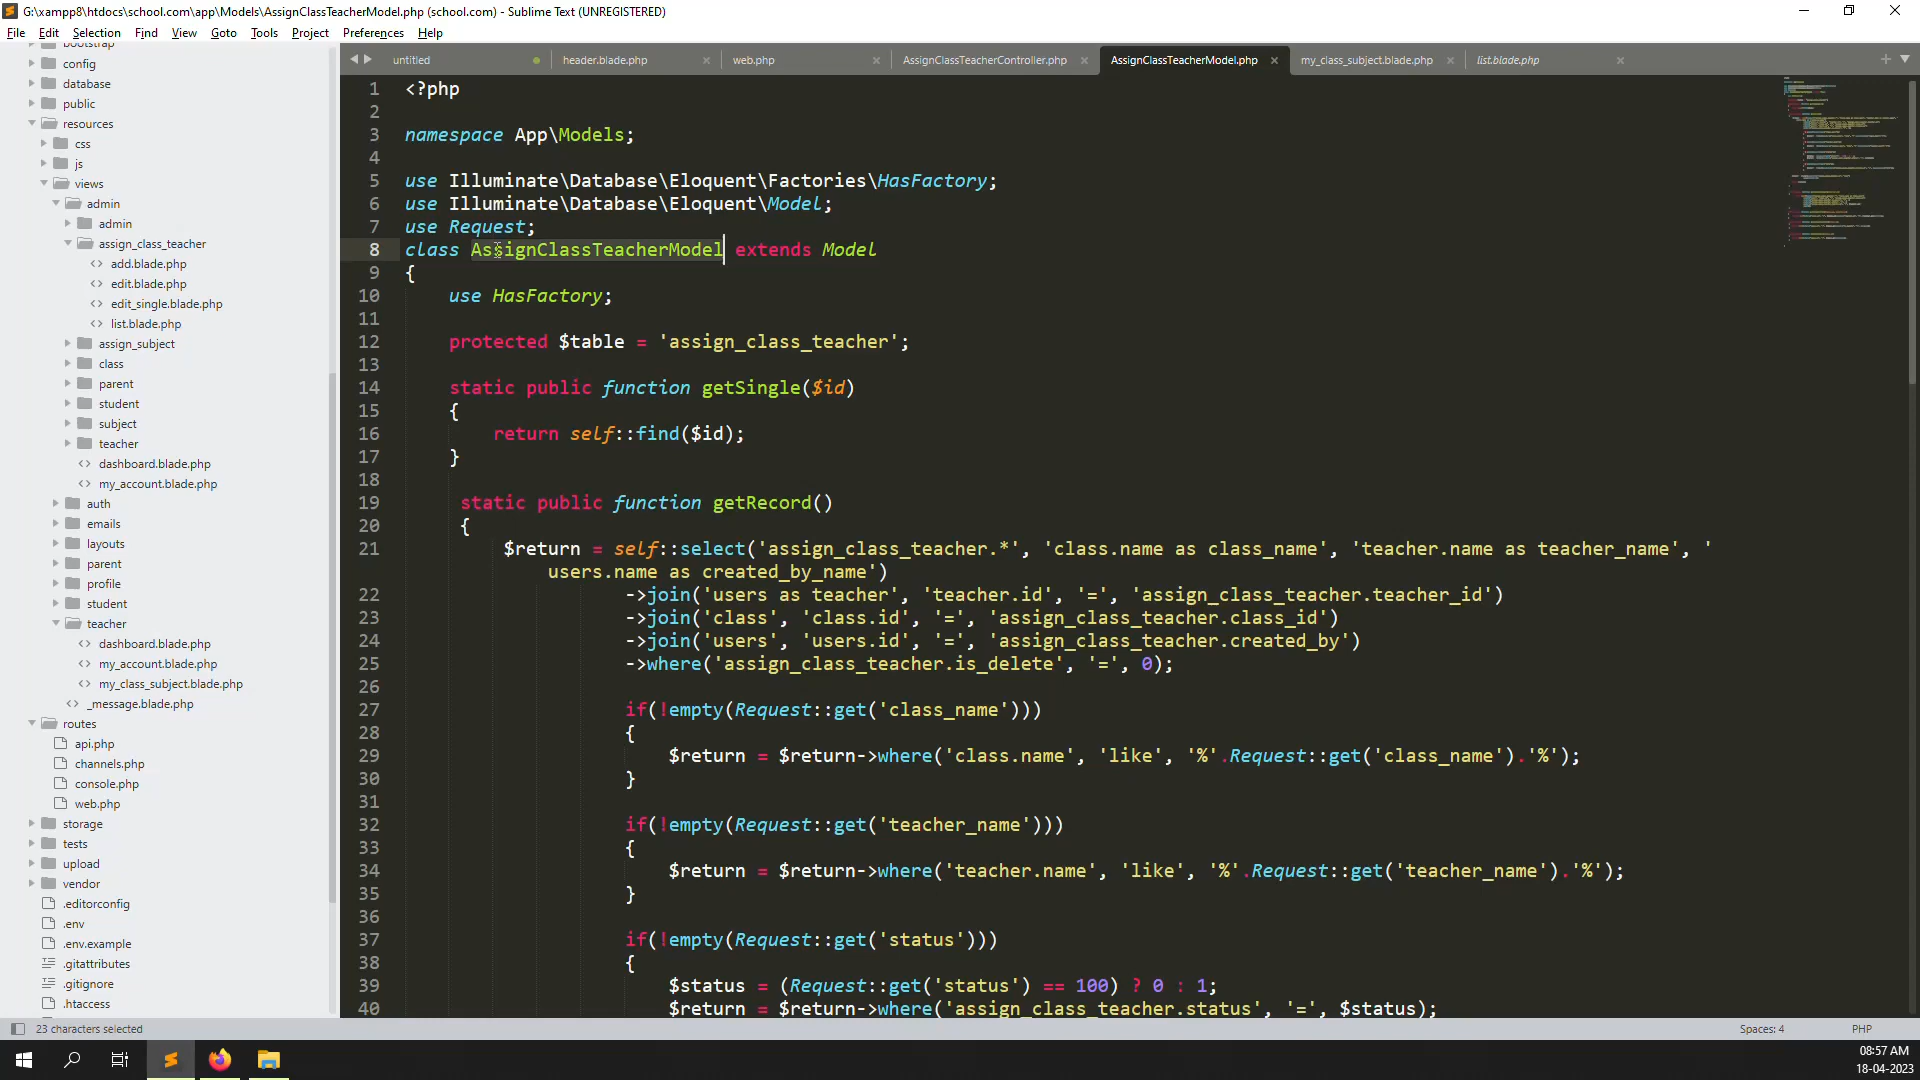 G:\xampp8\htdocs\school.com\app\Models\AssignClassTeacherModel.php (school.com) - Sublime Text (UNREGISTERED)
File Edit Selection Find View Goto Tools Project Preferences Help
bootstrap
config
database
public
resources
css
js
views
admin
admin
assign_class_teacher
add.blade.php
edit.blade.php
edit_single.blade.php
list.blade.php
assign_subject
class
parent
student
subject
teacher
dashboard.blade.php
my_account.blade.php
auth
emails
layouts
parent
profile
student
teacher
dashboard.blade.php
my_account.blade.php
my_class_subject.blade.php
_message.blade.php
routes
api.php
channels.php
console.php
web.php
storage
tests
upload
vendor
.editorconfig
.env
.env.example
.gitattributes
.gitignore
.htaccess
untitled header.blade.php web.php AssignClassTeacherController.php AssignClassTeacherModel.php my_class_subject.blade.php list.blade.php
1 <?php
2
3 namespace App\Models;
4
5 use Illuminate\Database\Eloquent\Factories\HasFactory;
6 use Illuminate\Database\Eloquent\Model;
7 use Request;
8 class AssignClassTeacherModel extends Model
9 {
10 use HasFactory;
11
12 protected $table = 'assign_class_teacher';
13
14 static public function getSingle($id)
15 {
16 return self::find($id);
17 }
18
19 static public function getRecord()
20 {
21 $return = self::select('assign_class_teacher.*', 'class.name as class_name', 'teacher.name as teacher_name', '
users.name as created_by_name')
22 ->join('users as teacher', 'teacher.id', '=', 'assign_class_teacher.teacher_id')
23 ->join('class', 'class.id', '=', 'assign_class_teacher.class_id')
24 ->join('users', 'users.id', '=', 'assign_class_teacher.created_by')
25 ->where('assign_class_teacher.is_delete', '=', 0);
26
27 if(!empty(Request::get('class_name')))
28 {
29 $return = $return->where('class.name', 'like', '%'.Request::get('class_name').'%');
30 }
31
32 if(!empty(Request::get('teacher_name')))
33 {
34 $return = $return->where('teacher.name', 'like', '%'.Request::get('teacher_name').'%');
35 }
36
37 if(!empty(Request::get('status')))
38 {
39 $status = (Request::get('status') == 100) ? 0 : 1;
40 $return = $return->where('assign_class_teacher.status', '=', $status);
23 characters selected Spaces: 4 PHP
08:57 AM
18-04-2023